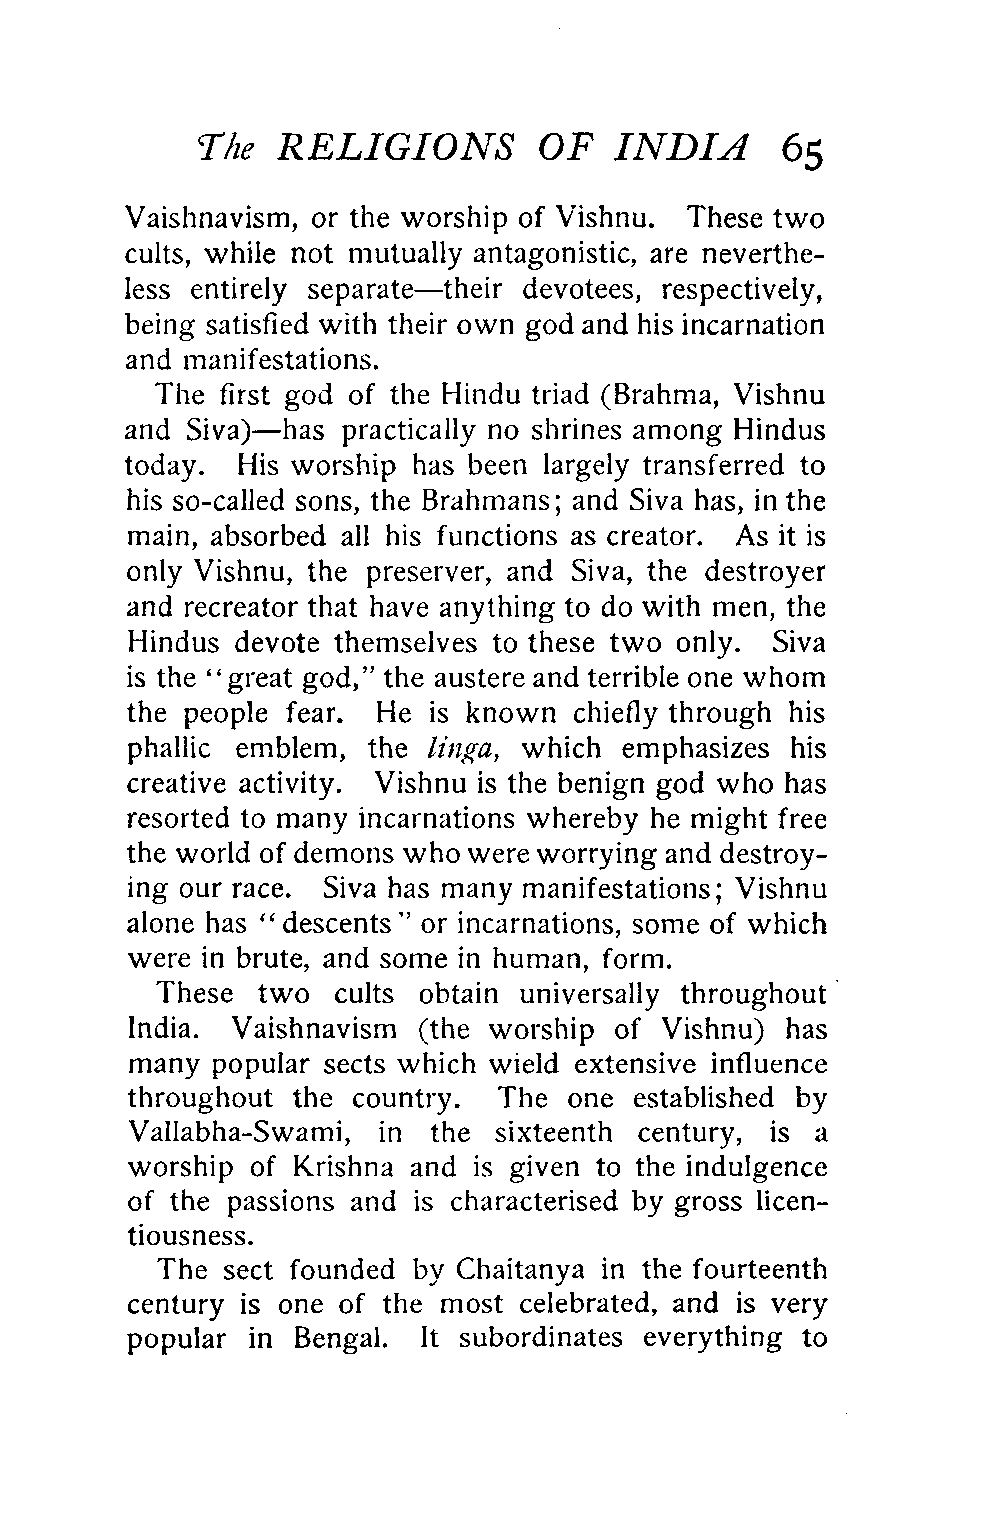 The RELIGIONS OF INDIA 65
Vaishnavism, or the worship of Vishnu. These two
cults, while not mutually antagonistic, are neverthe-
less entirely separate—their devotees, respectively,
being satisfied with their own god and his incarnation
and manifestations.
The first god of the Hindu triad (Brahma, Vishnu
and Siva)—has practically no shrines among Hindus
today. His worship has been largely transferred to
his so-called sons, the Brahmans; and Siva has, in the
main, absorbed all his functions as creator. As it is
only Vishnu, the preserver, and Siva, the destroyer
and recreator that have anything to do with men, the
Hindus devote themselves to these two only. Siva
is the "great god," the austere and terrible one whom
the people fear. He is known chiefly through his
phallic emblem, the linga, which emphasizes his
creative activity. Vishnu is the benign god who has
resorted to many incarnations whereby he might free
the world of demons who were worrying and destroy-
ing our race. Siva has many manifestations; Vishnu
alone has "descents" or incarnations, some of which
were in brute, and some in human, form.
These two cults obtain universally throughout
India. Vaishnavism (the worship of Vishnu) has
many popular sects which wield extensive influence
throughout the country. The one established by
Vallabha-Swami, in the sixteenth century, is a
worship of Krishna and is given to the indulgence
of the passions and is characterised by gross licen-
tiousness.
The sect founded by Chaitanya in the fourteenth
century is one of the most celebrated, and is very
popular in Bengal. It subordinates everything to